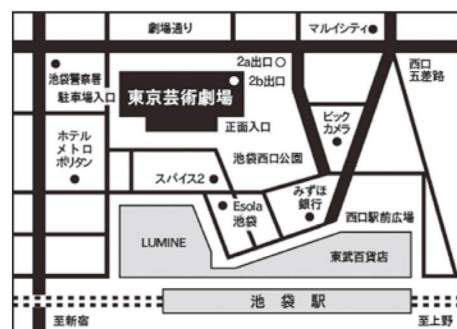 劇場通り
マルイシティ
2a出口
2b出口
西口
五差路
池袋警察署
駐車場入口
東京芸術劇場
正面入口
ビック
カメラ
ホテル
メトロ
ポリタン
池袋西口公園
スパイス2
Esola
池袋
みずほ
銀行
西口駅前広場
LUMINE
東武百貨店
池袋駅
至新宿
至上野